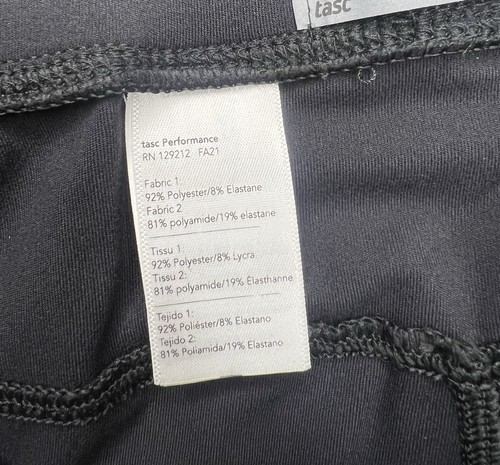 tasc
tasc Performance
RN 129212 FA21
Fabric 1:
92% Polyester/8% Elastane
Fabric 2
81% polyamide/19% elastane
Tissu 1:
92% Polyester/8% Lycra
Tissu 2:
81% polyamide/19% Elasthanne
Tejido 1:
92% Poliéster/8% Elastano
Tejido 2:
81% Poliamida/19% Elastano